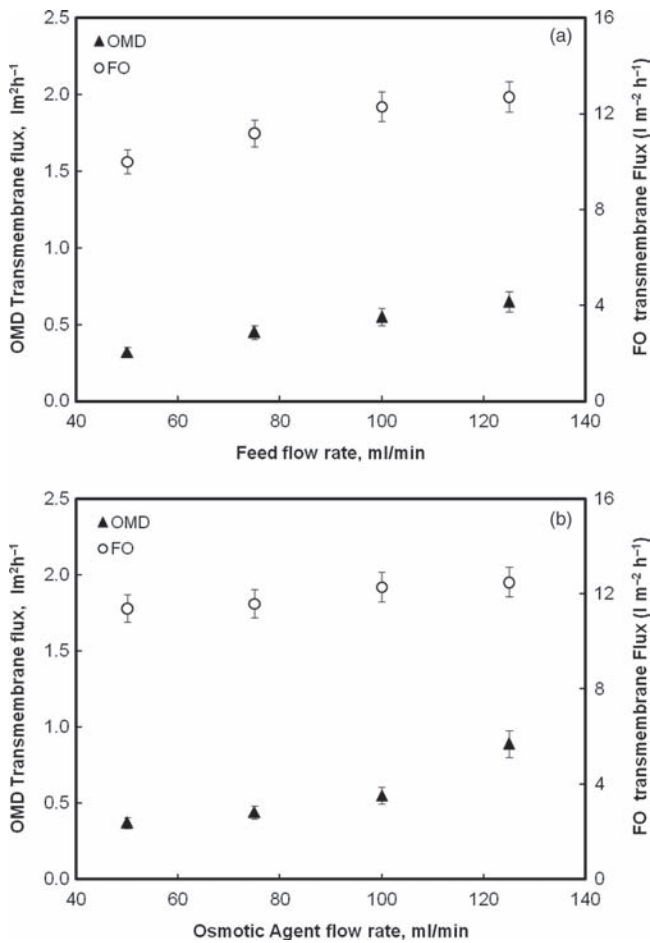 2.5
2.0
1.5
1.0
0.5
0.0
OMD Transmembrane flux, lm²h⁻¹
▲OMD
○FO
(a)
16
12
8
4
0
FO transmembrane Flux (l m⁻² h⁻¹)
40 60 80 100 120 140
Feed flow rate, ml/min
2.5
2.0
1.5
1.0
0.5
0.0
OMD Transmembrane flux, lm²h⁻¹
▲OMD
○FO
(b)
16
12
8
4
0
FO transmembrane Flux (l m⁻² h⁻¹)
40 60 80 100 120 140
Osmotic Agent flow rate, ml/min